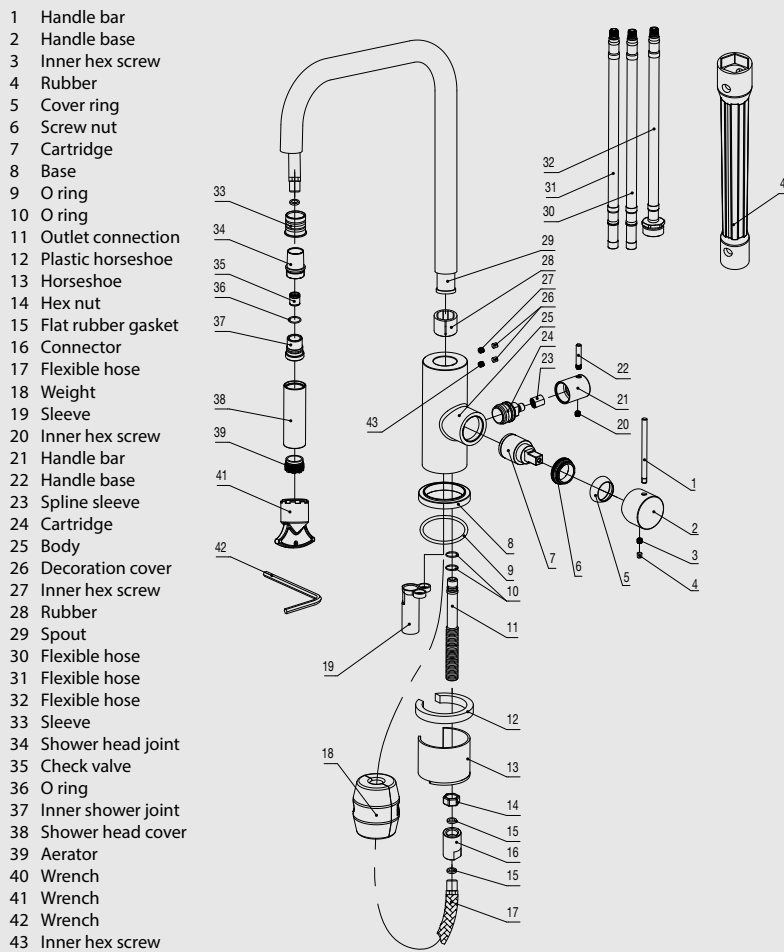 1 Handle bar
2 Handle base
3 Inner hex screw
4 Rubber
5 Cover ring
6 Screw nut
7 Cartridge
8 Base
9 O ring
10 O ring
11 Outlet connection
12 Plastic horseshoe
13 Horseshoe
14 Hex nut
15 Flat rubber gasket
16 Connector
17 Flexible hose
18 Weight
19 Sleeve
20 Inner hex screw
21 Handle bar
22 Handle base
23 Spline sleeve
24 Cartridge
25 Body
26 Decoration cover
27 Inner hex screw
28 Rubber
29 Spout
30 Flexible hose
31 Flexible hose
32 Flexible hose
33 Sleeve
34 Shower head joint
35 Check valve
36 O ring
37 Inner shower joint
38 Shower head cover
39 Aerator
40 Wrench
41 Wrench
42 Wrench
43 Inner hex screw
33
34
35
36
37
38
39
41
42
32
31
30
4
29
28
27
26
25
24
23
22
21
20
43
1
2
3
4
5
6
7
8
9
10
11
19
12
13
18
14
15
16
15
17